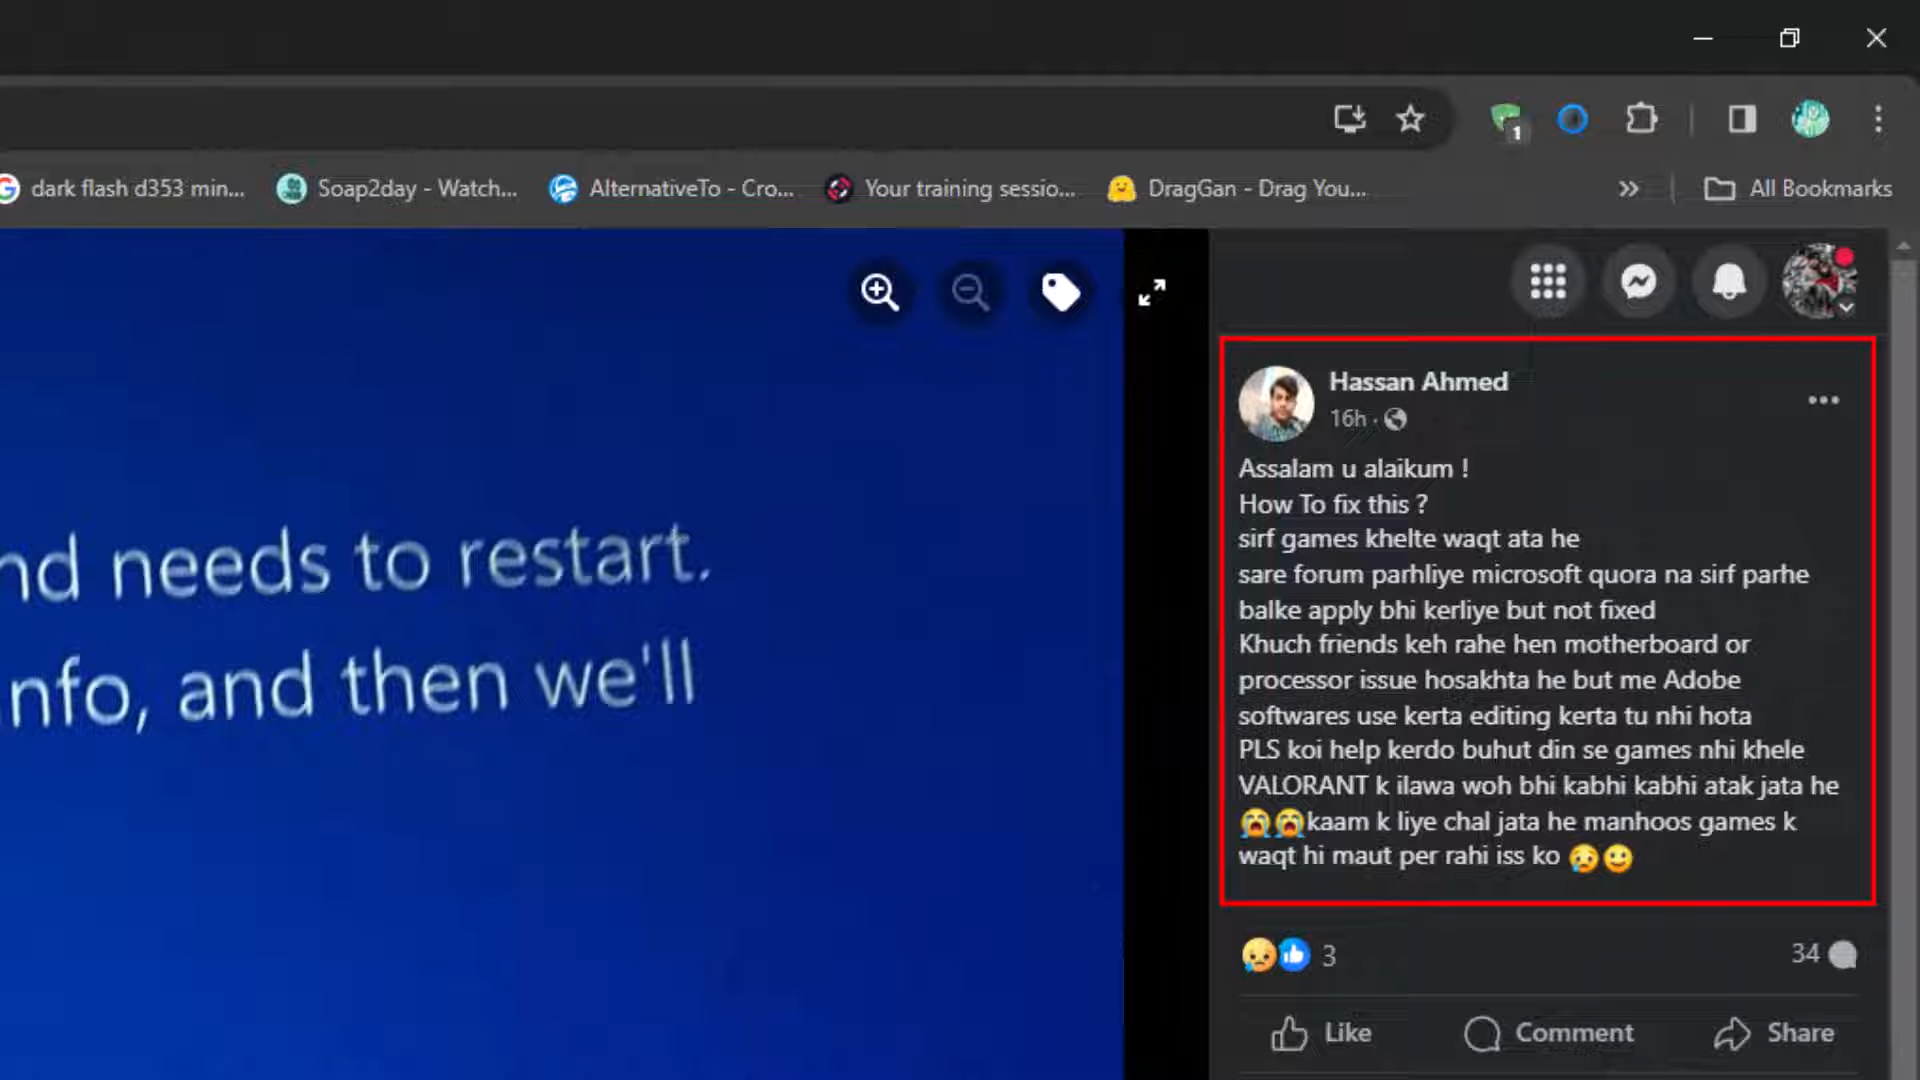 1
dark flash d353 min...
Soap2day - Watch...
AlternativeTo - Cro...
Your training sessio...
DragGan - Drag You...
All Bookmarks
nd needs to restart.
nfo, and then we'll
Hassan Ahmed
16h ·
Assalam u alaikum !
How To fix this ?
sirf games khelte waqt ata he
sare forum parhliye microsoft quora na sirf parhe
balke apply bhi kerliye but not fixed
Khuch friends keh rahe hen motherboard or
processor issue hosakhta he but me Adobe
softwares use kerta editing kerta tu nhi hota
PLS koi help kerdo buhut din se games nhi khele
VALORANT k ilawa woh bhi kabhi kabhi atak jata he
😭😭kaam k liye chal jata he manhoos games k
waqt hi maut per rahi iss ko 😥🙂
3
34
Like
Comment
Share